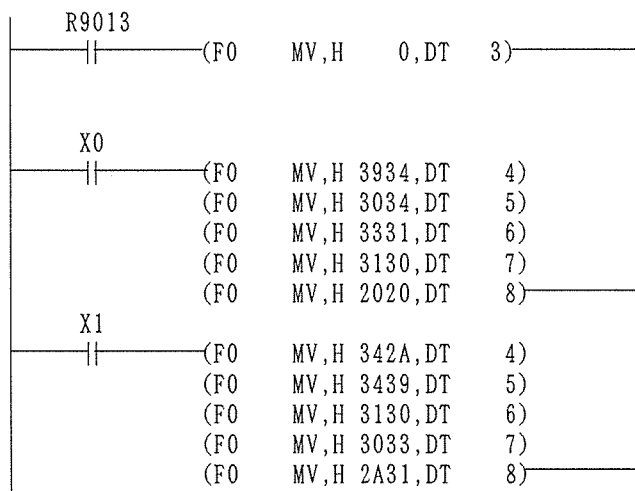 R9013
(F0 MV,H 0,DT 3)
X0
(F0 MV,H 3934,DT 4)
(F0 MV,H 3034,DT 5)
(F0 MV,H 3331,DT 6)
(F0 MV,H 3130,DT 7)
(F0 MV,H 2020,DT 8)
X1
(F0 MV,H 342A,DT 4)
(F0 MV,H 3439,DT 5)
(F0 MV,H 3130,DT 6)
(F0 MV,H 3033,DT 7)
(F0 MV,H 2A31,DT 8)